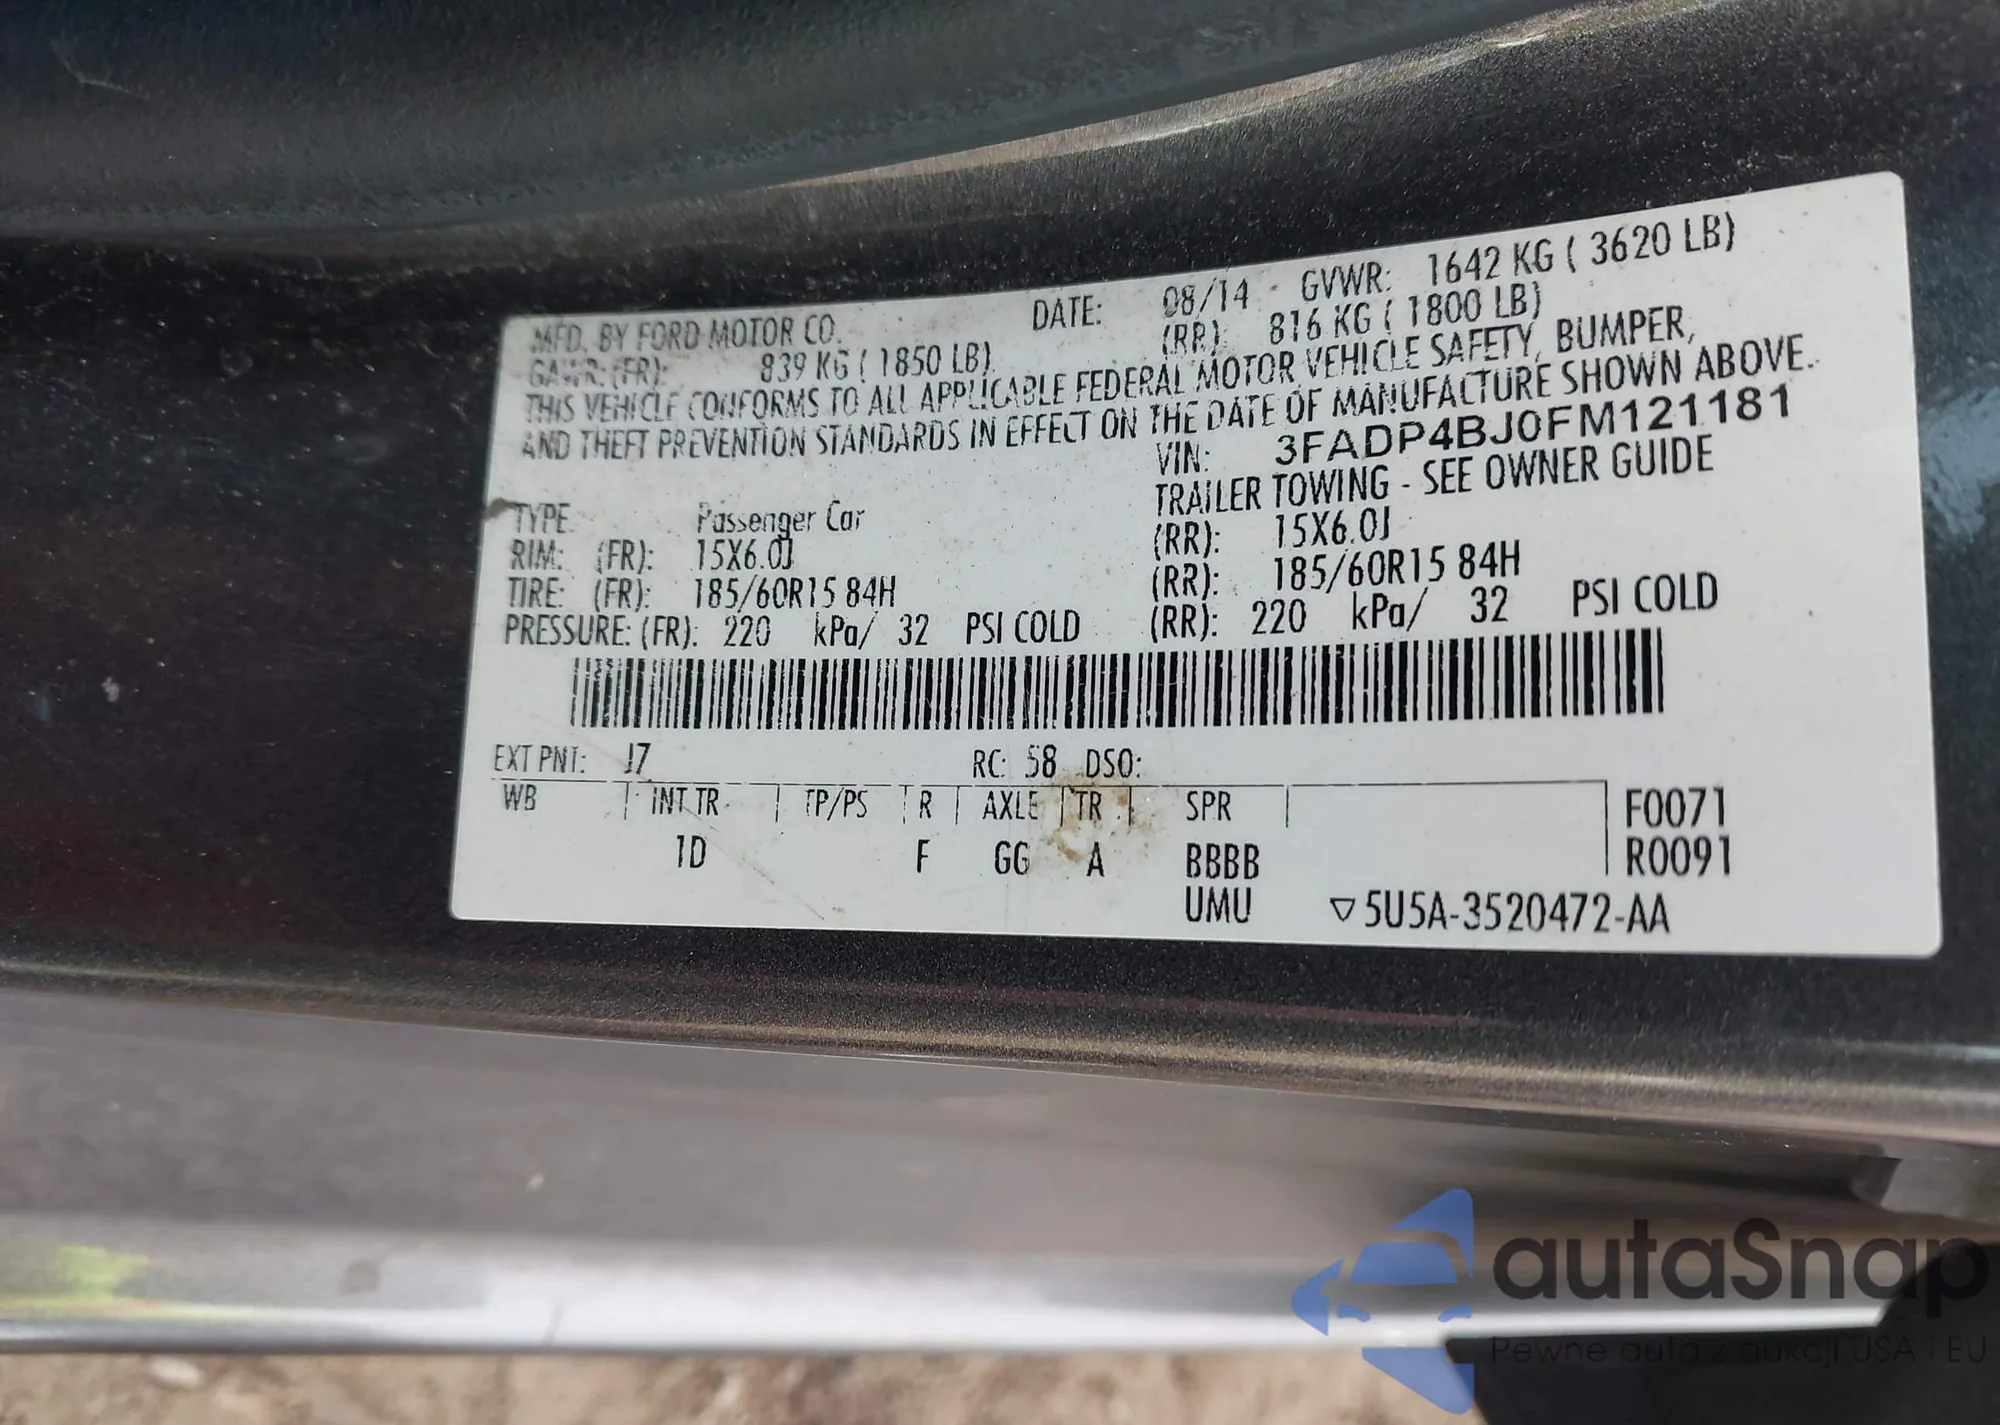 MFD. BY FORD MOTOR CO. DATE: 08/14 GVWR: 1642 KG ( 3620 LB)
GAWR: (FR): 839 KG ( 1850 LB) (RR): 816 KG ( 1800 LB)
THIS VEHICLE CONFORMS TO ALL APPLICABLE FEDERAL MOTOR VEHICLE SAFETY, BUMPER,
AND THEFT PREVENTION STANDARDS IN EFFECT ON THE DATE OF MANUFACTURE SHOWN ABOVE.
VIN: 3FADP4BJ0FM121181
TYPE Passenger Car TRAILER TOWING - SEE OWNER GUIDE
RIM: (FR): 15X6.0J (RR): 15X6.0J
TIRE: (FR): 185/60R15 84H (RR): 185/60R15 84H
PRESSURE: (FR): 220 kPa/ 32 PSI COLD (RR): 220 kPa/ 32 PSI COLD
EXT PNT: J7 RC: 58 DSO:
WB | INT TR | TP/PS | R | AXLE | TR | SPR | F0071
1D F GG A BBBB R0091
UMU ▽5U5A-3520472-AA
autaSnap
Pewne auta z aukcji USA i EU